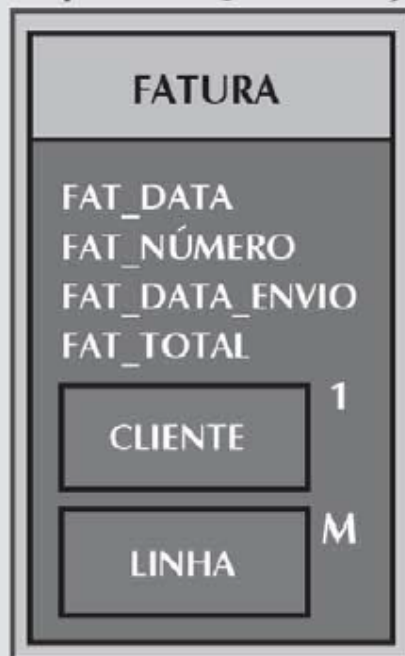 FATURA
FAT_DATA
FAT_NÚMERO
FAT_DATA_ENVIO
FAT_TOTAL
1
CLIENTE
M
LINHA